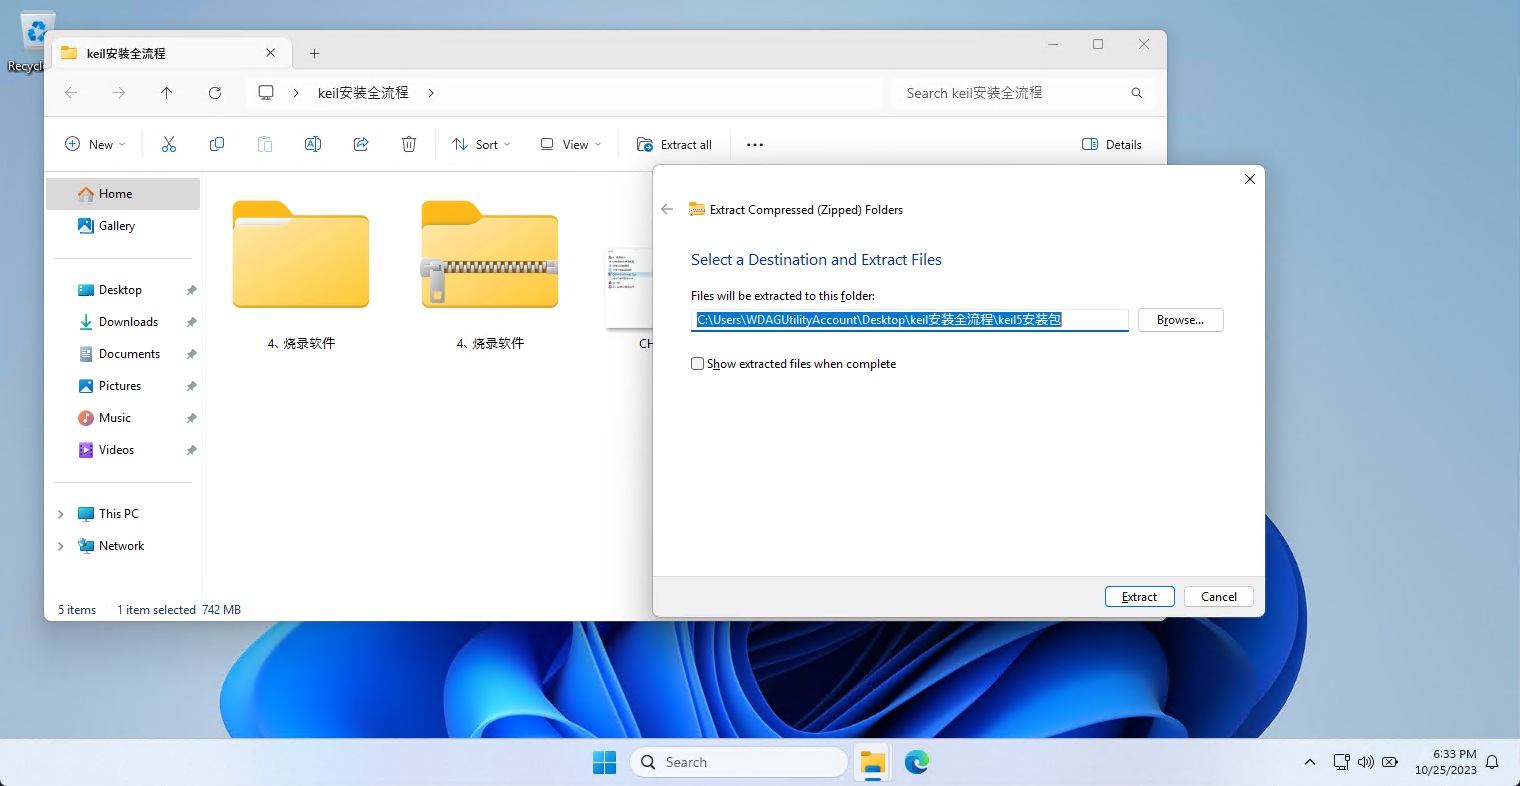 Recycle
keil安装全流程
keil安装全流程
Search keil安装全流程
New
Sort
View
Extract all
Details
Home
Gallery
Desktop
Downloads
Documents
Pictures
Music
Videos
This PC
Network
4、烧录软件
4、烧录软件
CH
5 items
1 item selected 742 MB
Extract Compressed (Zipped) Folders
Select a Destination and Extract Files
Files will be extracted to this folder:
C:\Users\WDAGUtilityAccount\Desktop\keil安装全流程\keil5安装包
Browse...
Show extracted files when complete
Extract
Cancel
Search
6:33 PM
10/25/2023